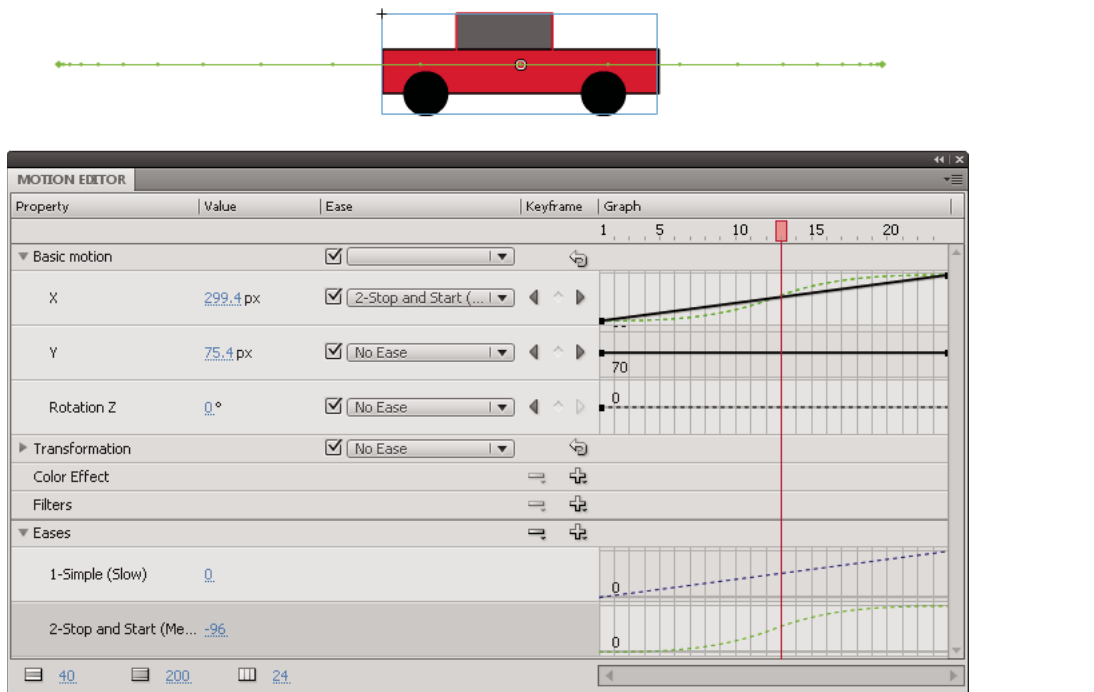 MOTION EDITOR
Property Value Ease Keyframe Graph
1 5 10 15 20
Basic motion
X 299.4 px 2-Stop and Start (...
Y 75.4 px No Ease 70
Rotation Z 0° No Ease 0
Transformation No Ease
Color Effect
Filters
Eases
1-Simple (Slow) 0 0
2-Stop and Start (Me... -96 0
40 200 24